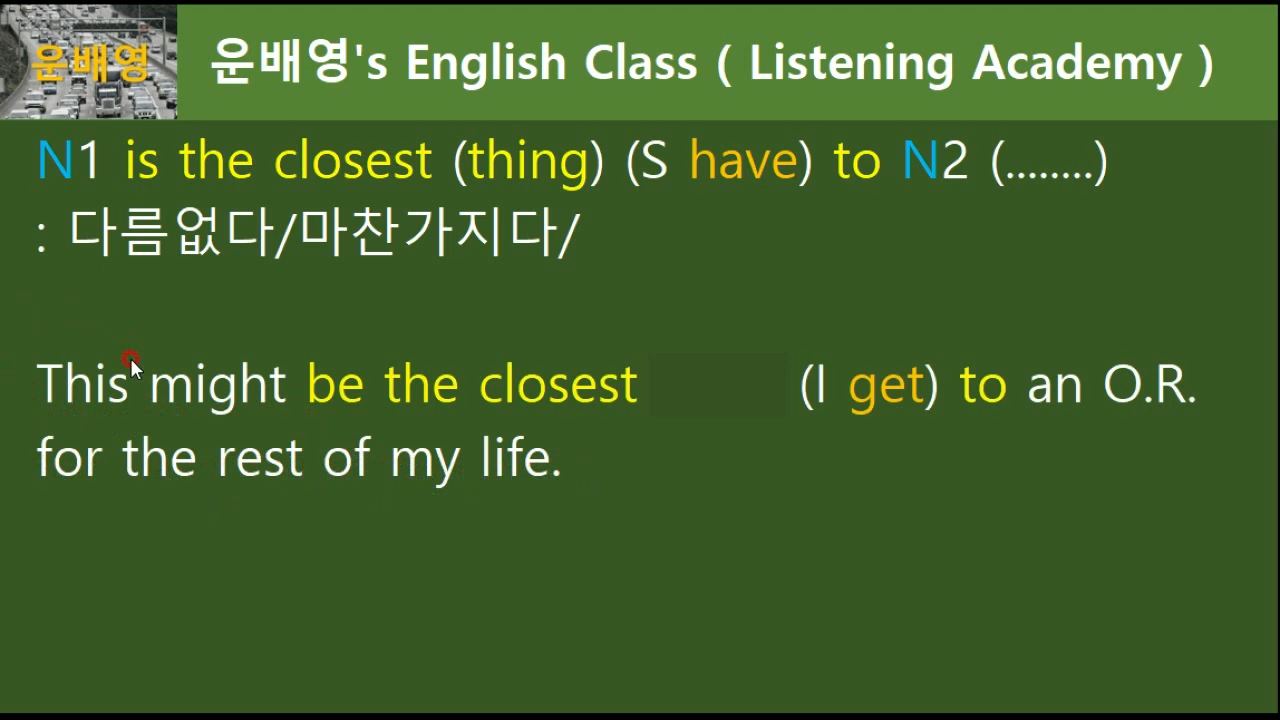 운배영
운배영's English Class ( Listening Academy )
N1 is the closest (thing) (S have) to N2 (........)
: 다름없다/마찬가지다/
This might be the closest (I get) to an O.R.
for the rest of my life.